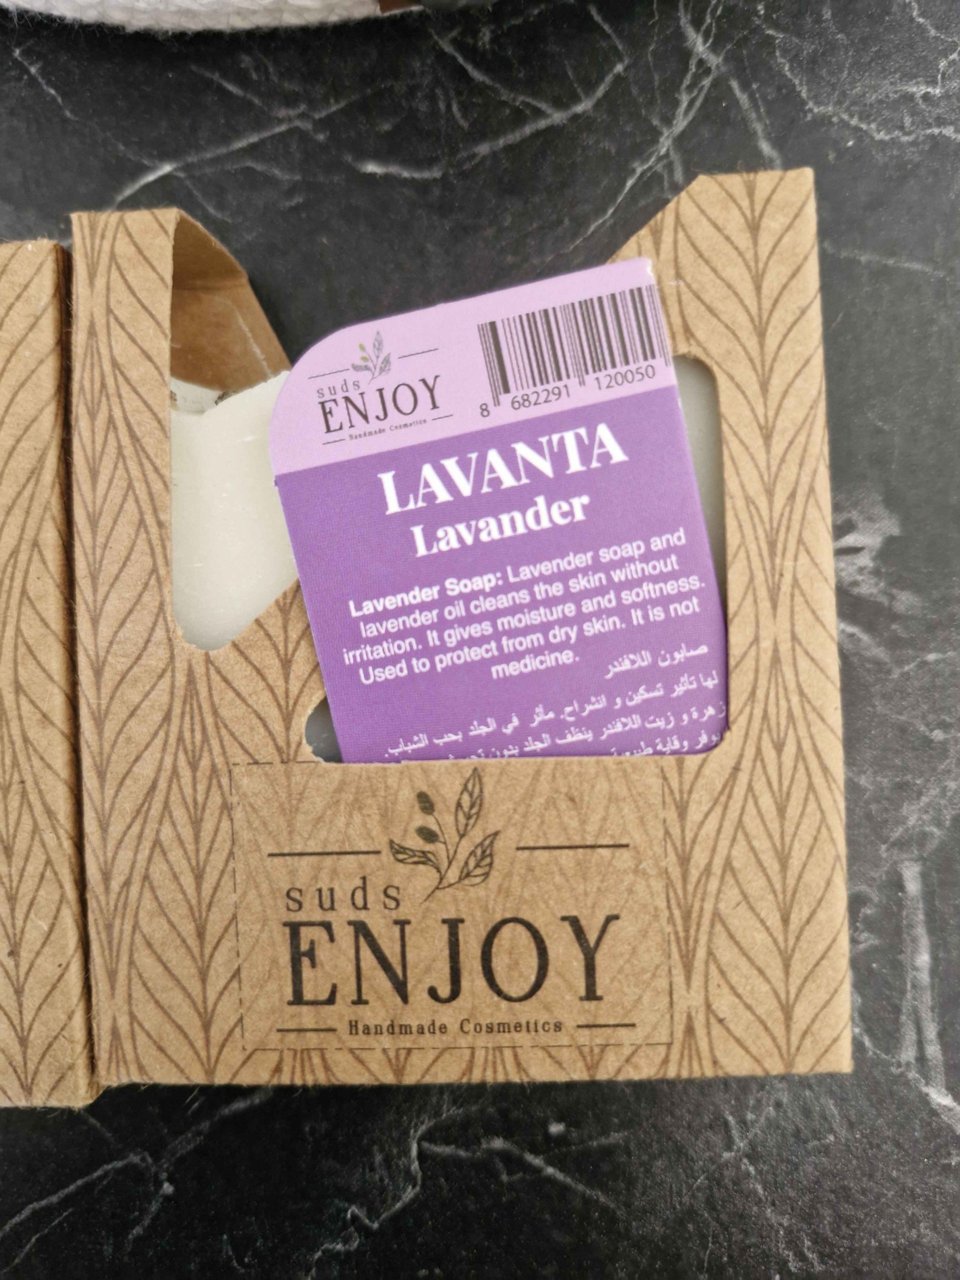 suds
ENJOY
Handmade Cosmetics
8 682291 120050
LAVANTA
Lavander
Lavender Soap: Lavender soap and
lavender oil cleans the skin without
irritation. It gives moisture and softness.
Used to protect from dry skin. It is not
medicine.
صابون اللافندر
لها تأثير تسكين و انشراح. مأثر في الجلد بحب الشباب.
زهرة و زيت اللافندر ينظف الجلد بدون
وقاية
suds
ENJOY
Handmade Cosmetics